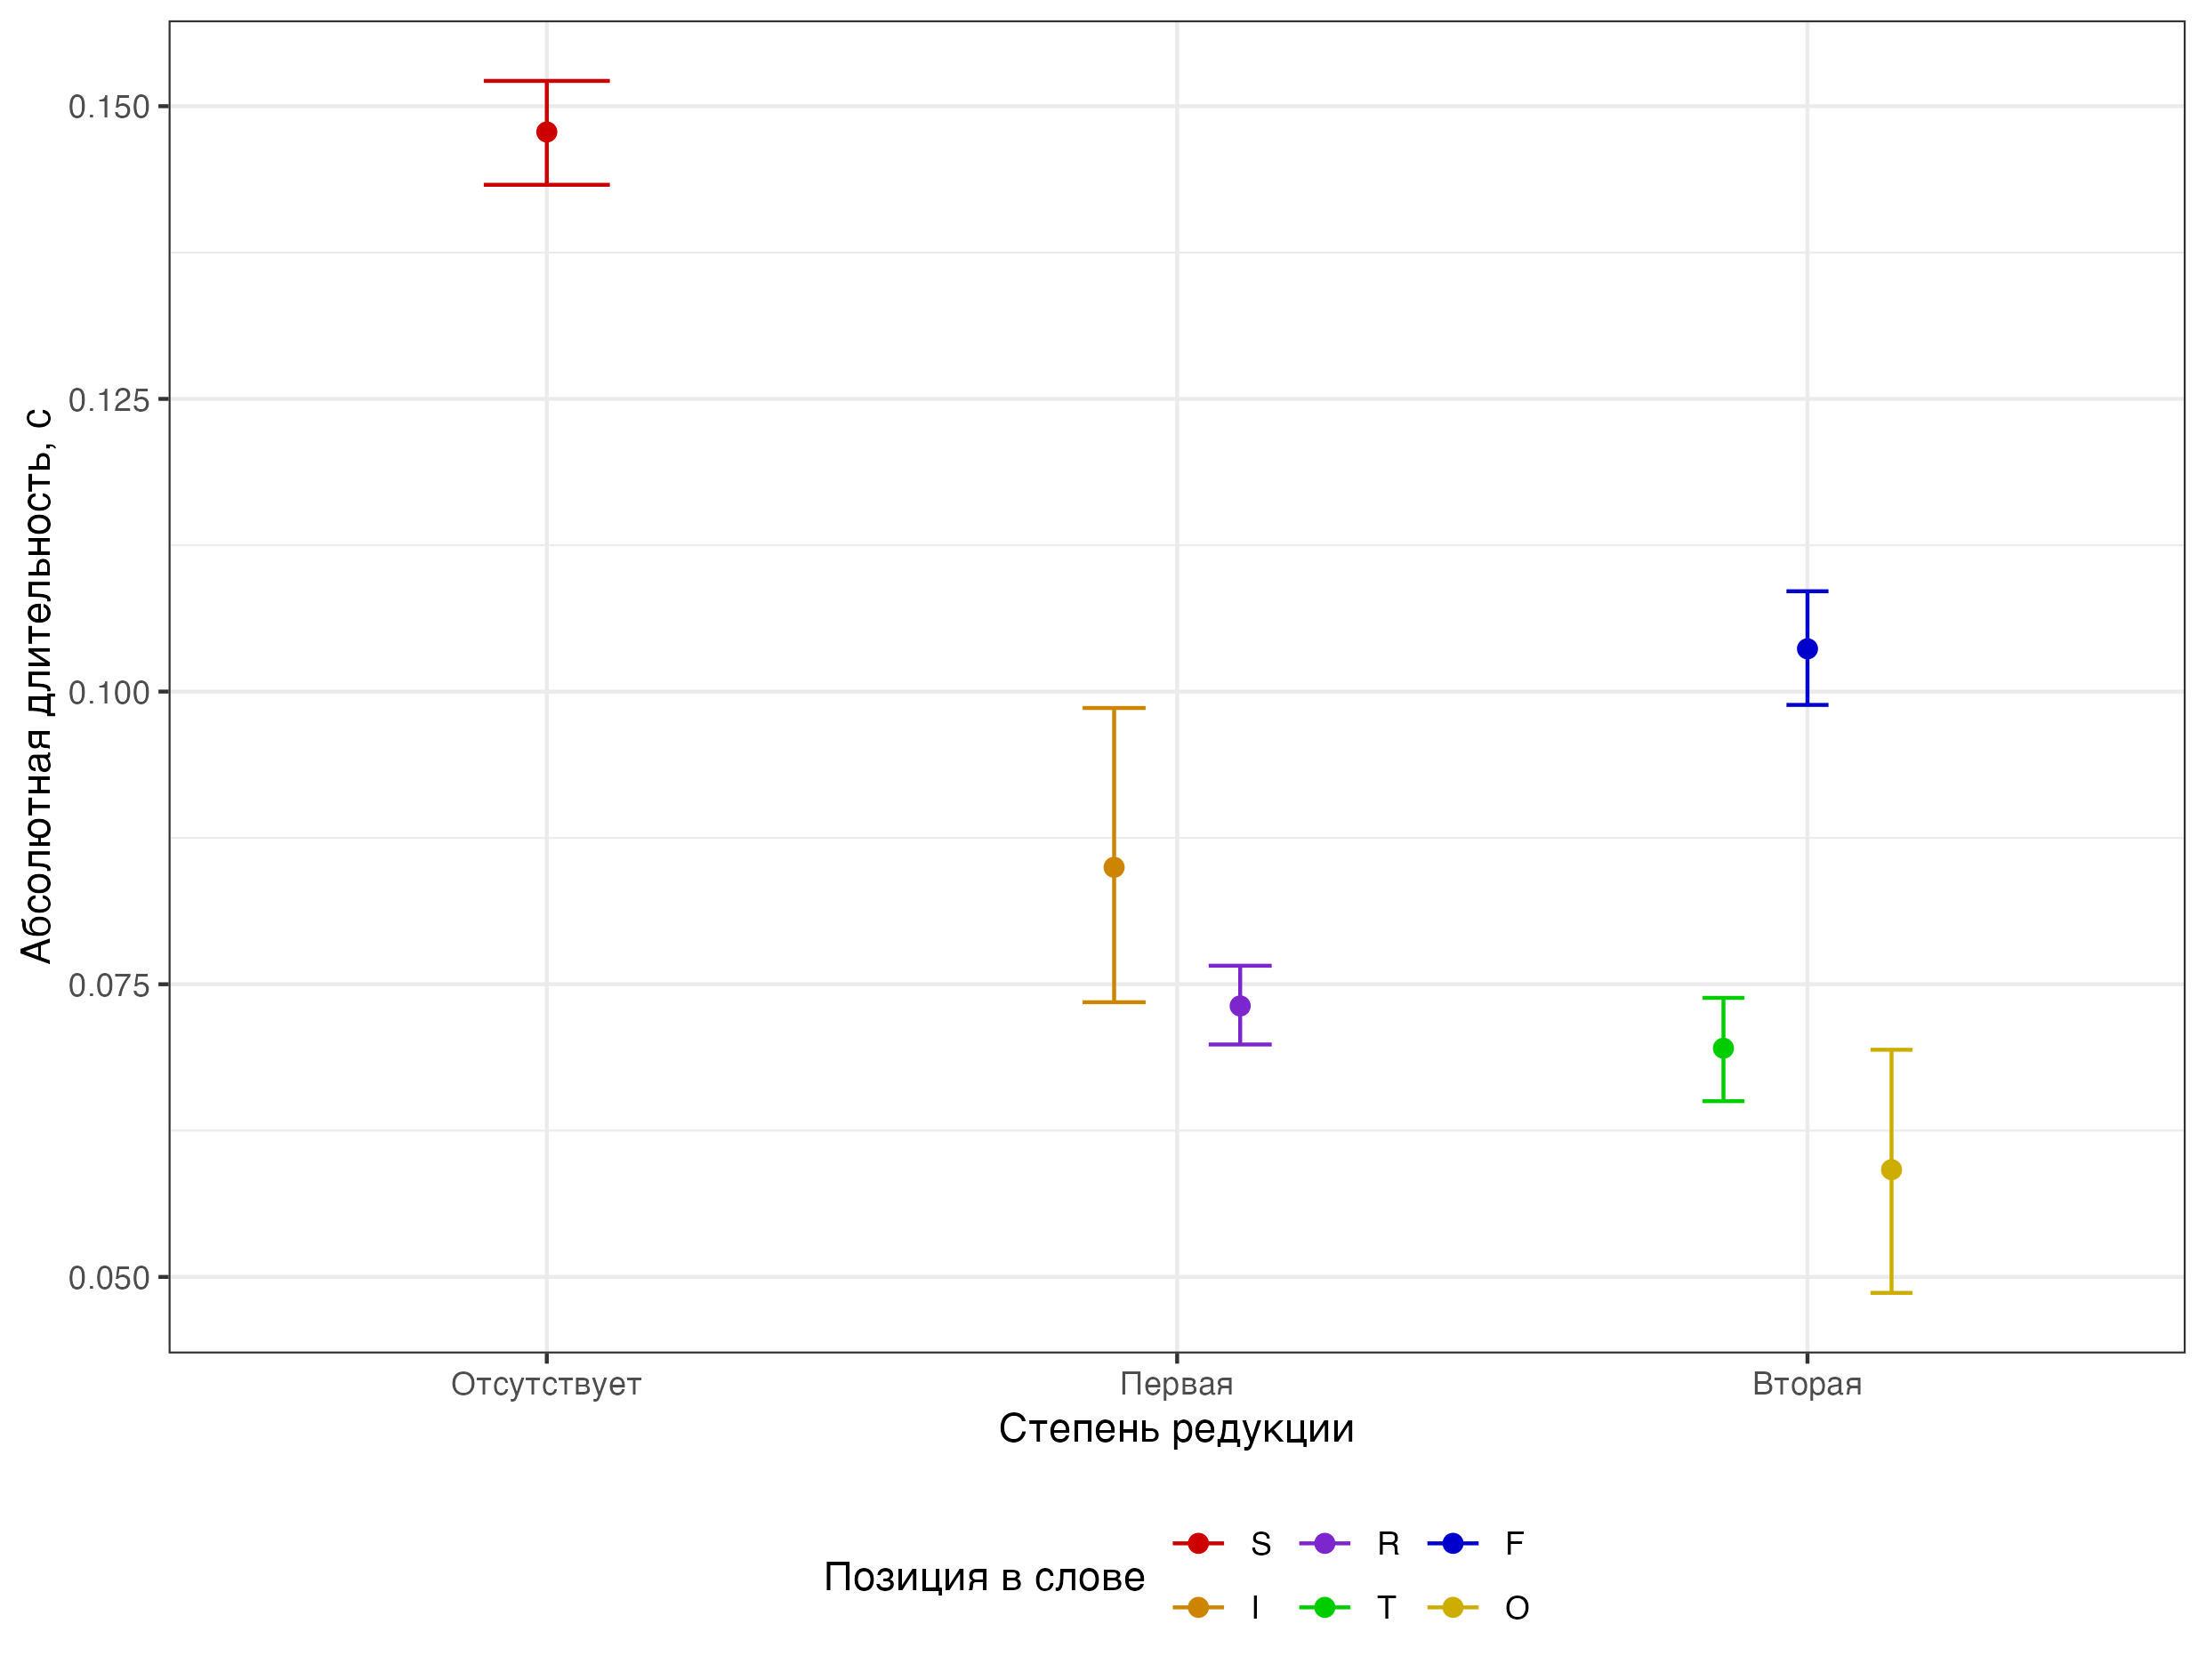 Абсолютная длительность, с
0.150
0.125
0.100
0.075
0.050
Отсутствует Первая Вторая
Степень редукции
Позиция в слове
S R F
I T O